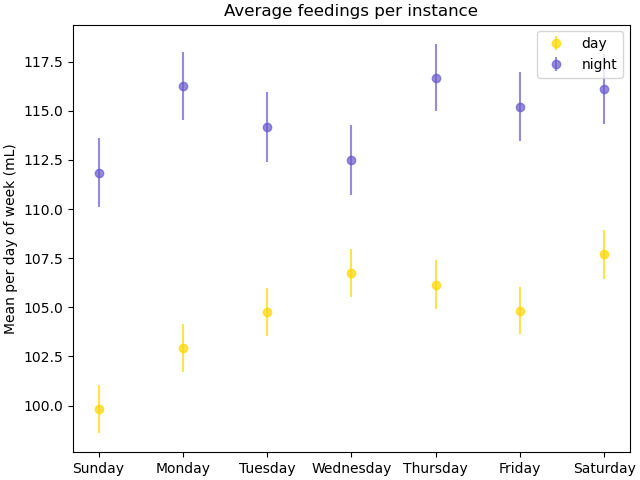 Average feedings per instance
day
night
117.5
115.0
112.5
110.0
107.5
105.0
102.5
100.0
Mean per day of week (mL)
Sunday Monday Tuesday Wednesday Thursday Friday Saturday